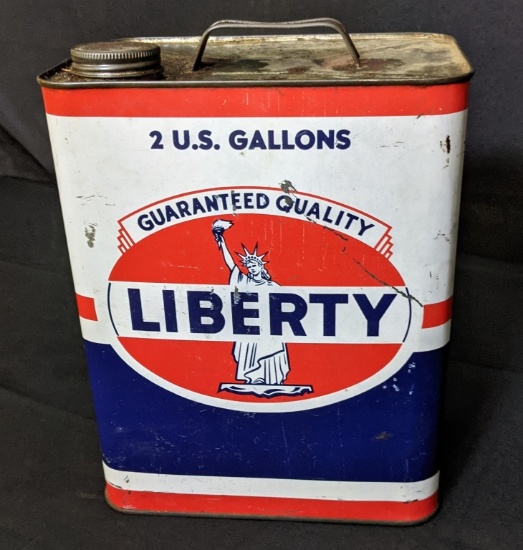 2 U.S. GALLONS
GUARANTEED QUALITY
LIBERTY